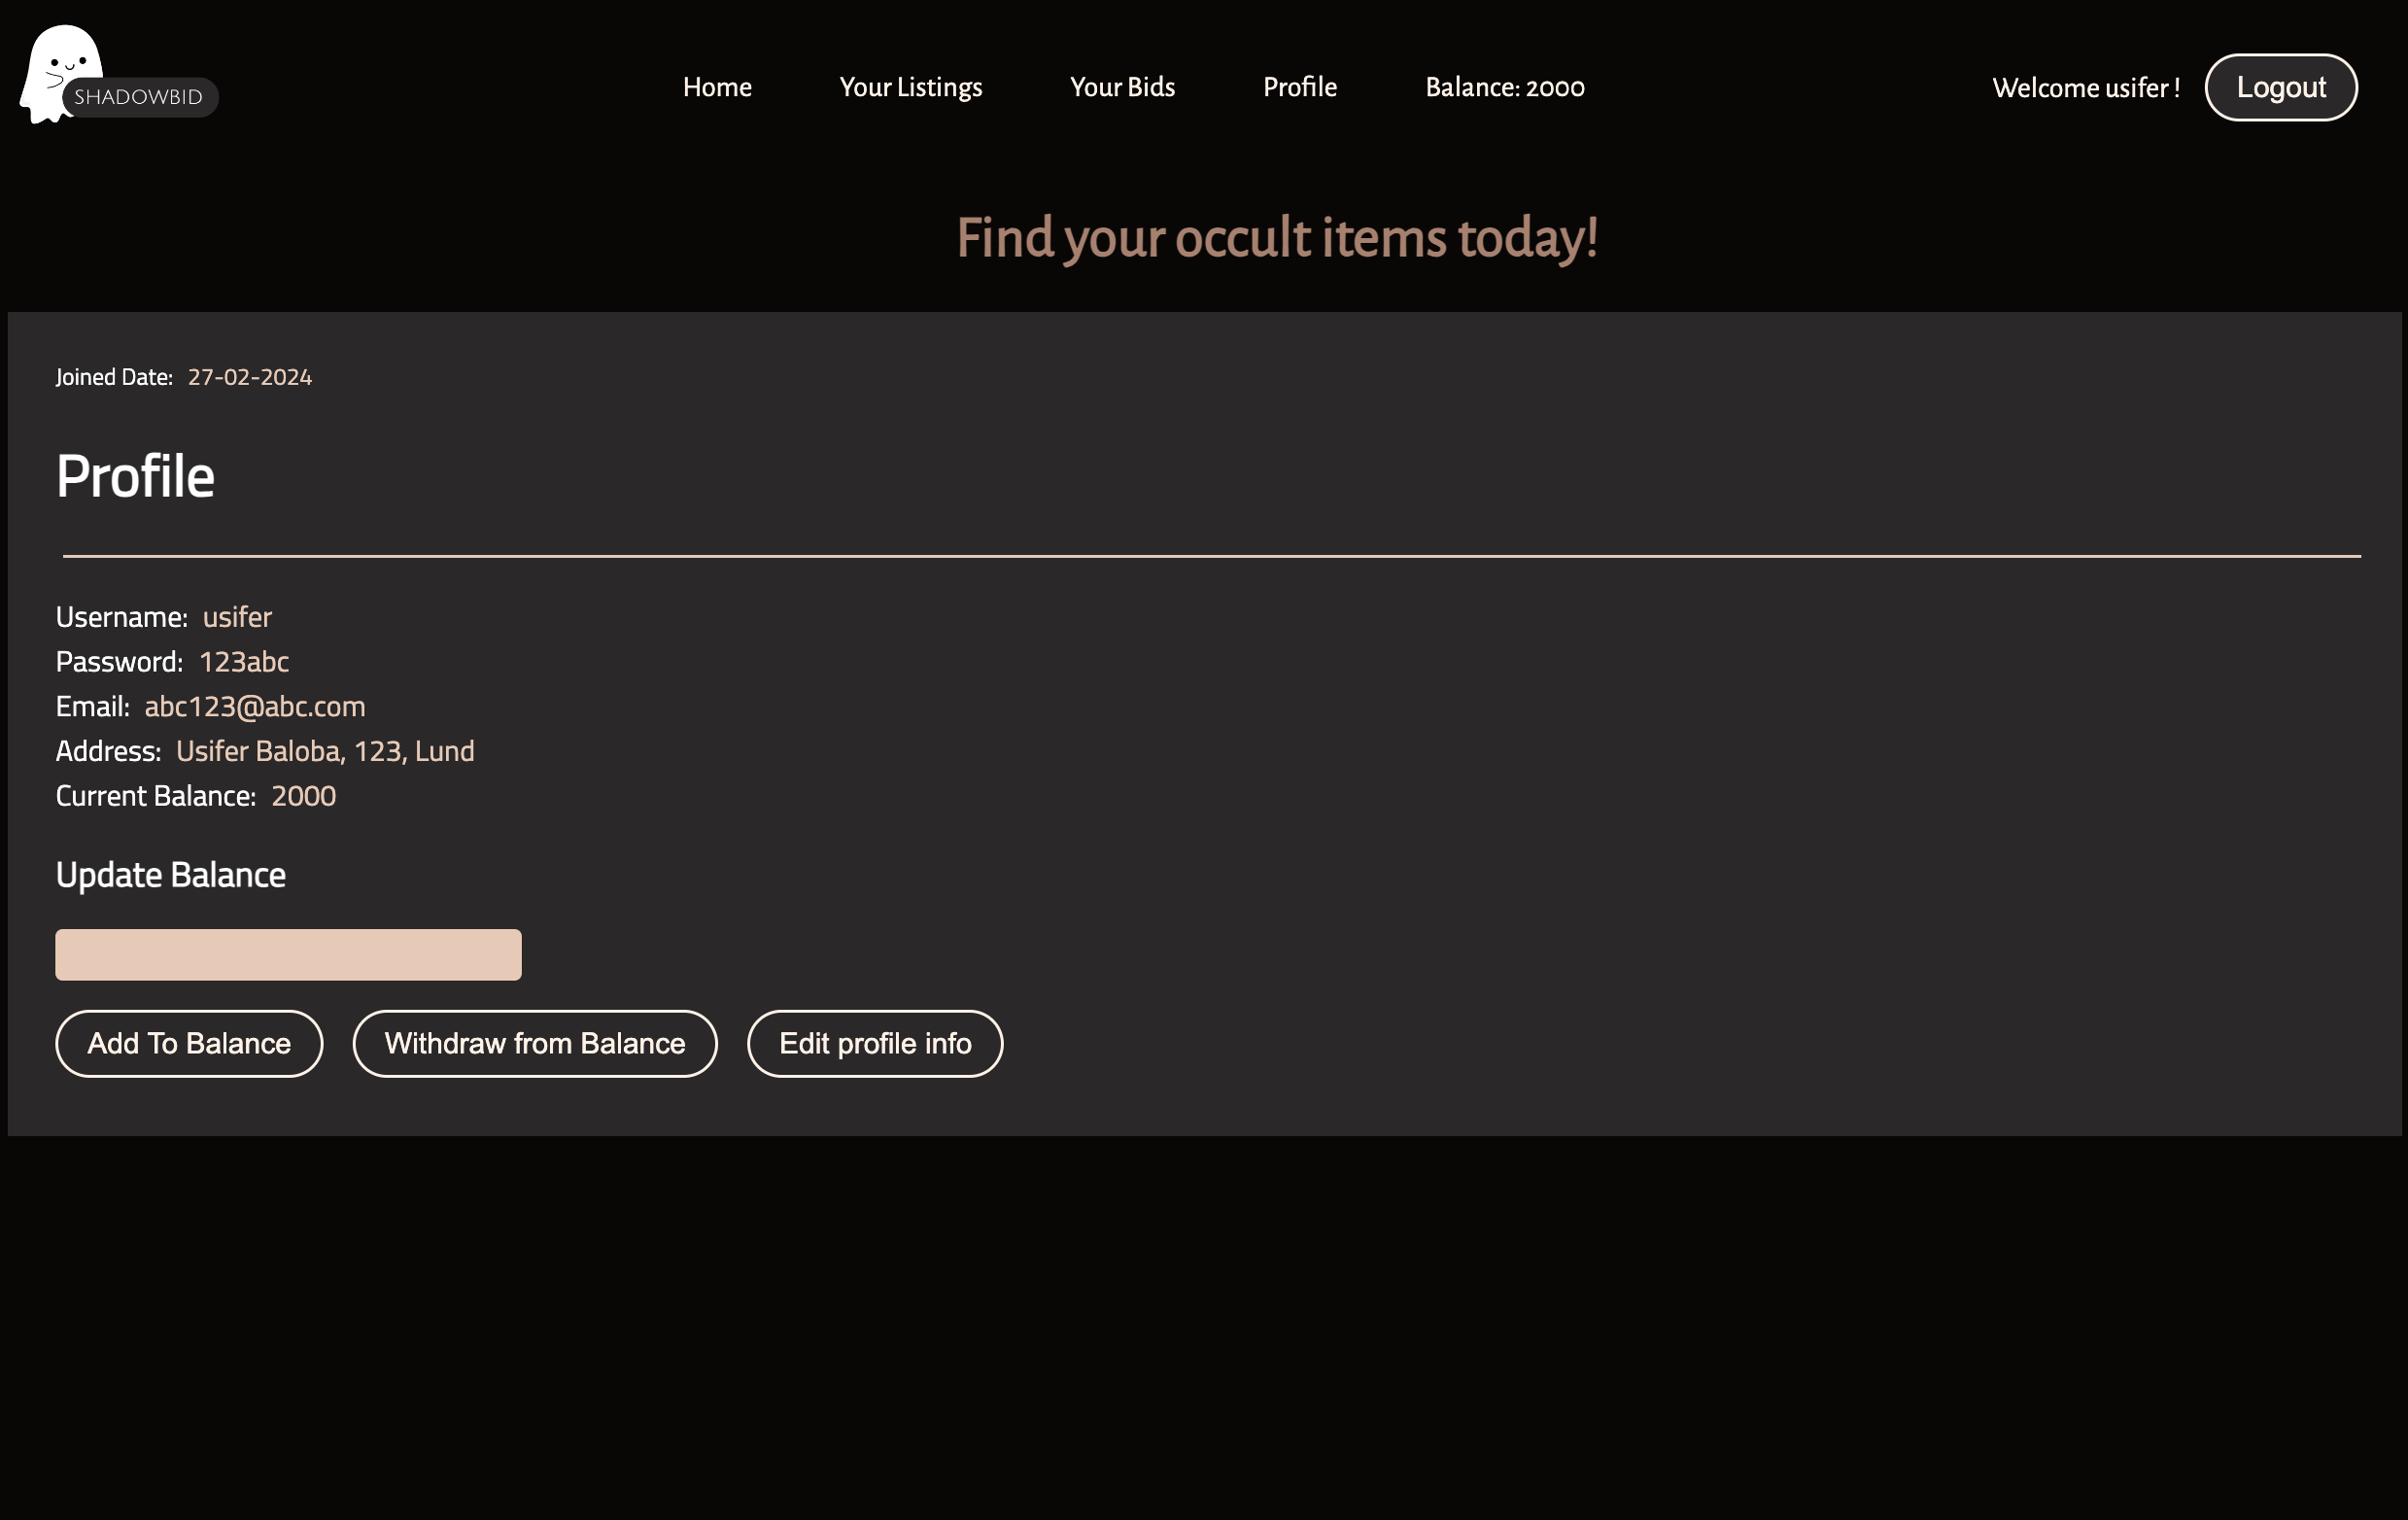 SHADOWBID
Home Your Listings Your Bids Profile Balance: 2000
Welcome usifer ! Logout
Find your occult items today!
Joined Date: 27-02-2024
Profile
Username: usifer
Password: 123abc
Email: abc123@abc.com
Address: Usifer Baloba, 123, Lund
Current Balance: 2000
Update Balance
Add To Balance Withdraw from Balance Edit profile info